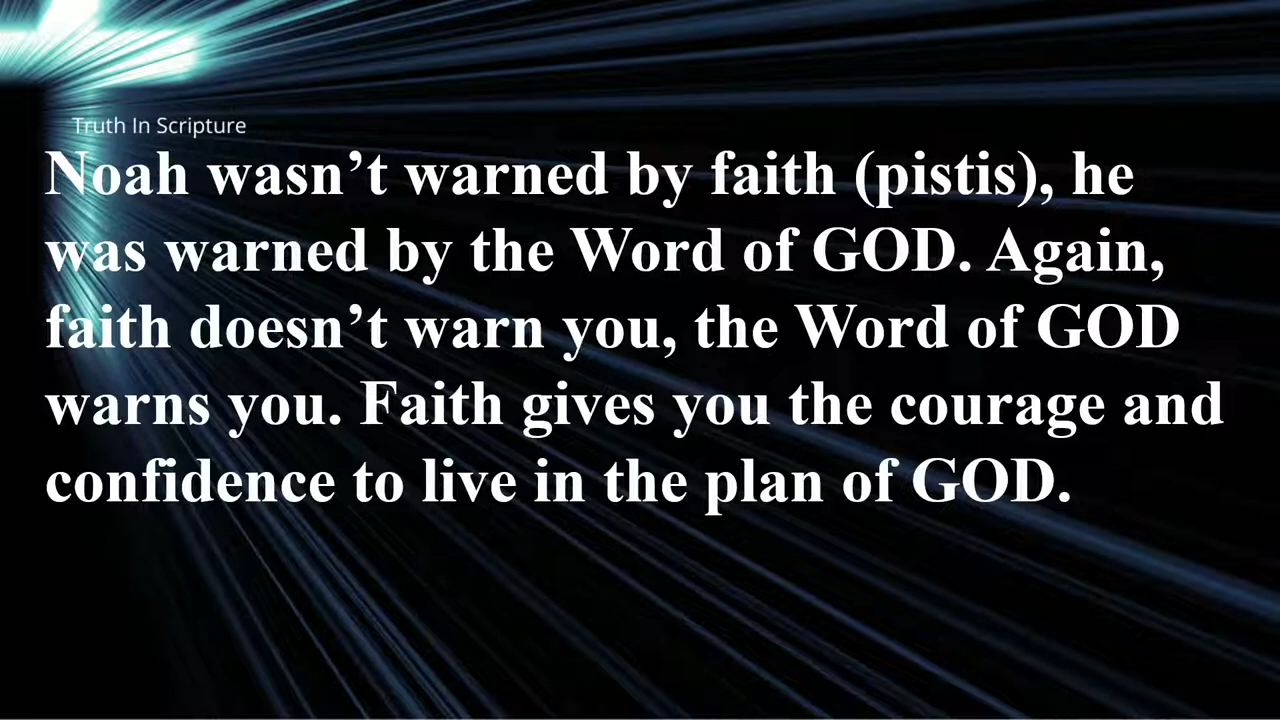 Truth In Scripture
Noah wasn’t warned by faith (pistis), he
was warned by the Word of GOD. Again,
faith doesn’t warn you, the Word of GOD
warns you. Faith gives you the courage and
confidence to live in the plan of GOD.